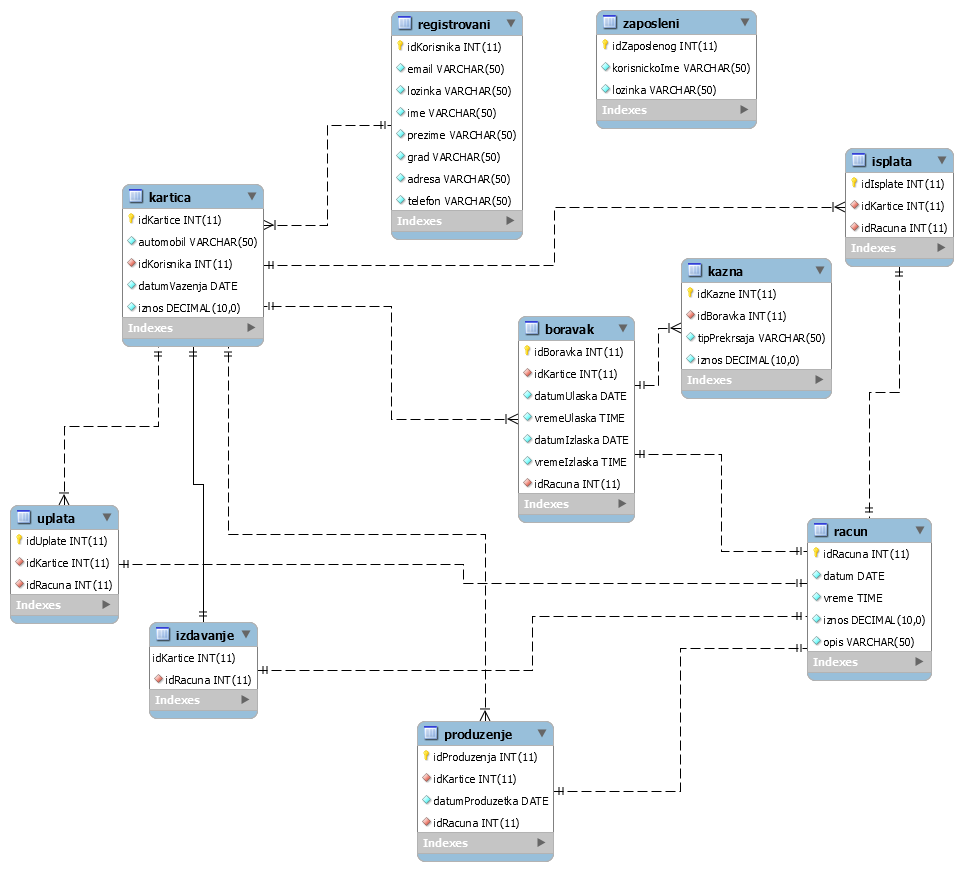 registrovani
idKorisnika INT(11)
email VARCHAR(50)
lozinka VARCHAR(50)
ime VARCHAR(50)
prezime VARCHAR(50)
grad VARCHAR(50)
adresa VARCHAR(50)
telefon VARCHAR(50)
Indexes
zaposleni
idZaposlenog INT(11)
korisnickoIme VARCHAR(50)
lozinka VARCHAR(50)
Indexes
isplata
idIsplate INT(11)
idKartice INT(11)
idRacuna INT(11)
Indexes
kartica
idKartice INT(11)
automobil VARCHAR(50)
idKorisnika INT(11)
datumVazenja DATE
iznos DECIMAL(10,0)
Indexes
kazna
idKazne INT(11)
idBoravka INT(11)
tipPrekrsaja VARCHAR(50)
iznos DECIMAL(10,0)
Indexes
boravak
idBoravka INT(11)
idKartice INT(11)
datumUlaska DATE
vremeUlaska TIME
datumIzlaska DATE
vremeIzlaska TIME
idRacuna INT(11)
Indexes
uplata
idUplate INT(11)
idKartice INT(11)
idRacuna INT(11)
Indexes
racun
idRacuna INT(11)
datum DATE
vreme TIME
iznos DECIMAL(10,0)
opis VARCHAR(50)
Indexes
izdavanje
idKartice INT(11)
idRacuna INT(11)
Indexes
produzenje
idProduzenja INT(11)
idKartice INT(11)
datumProduzetka DATE
idRacuna INT(11)
Indexes